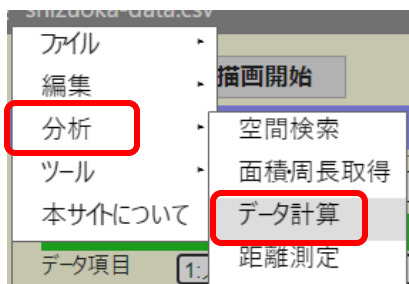 shizuoka-data.csv
ファイル
編集
描画開始
分析
空間検索
ツール
面積・周長取得
本サイトについて
データ計算
データ項目
1:
距離測定